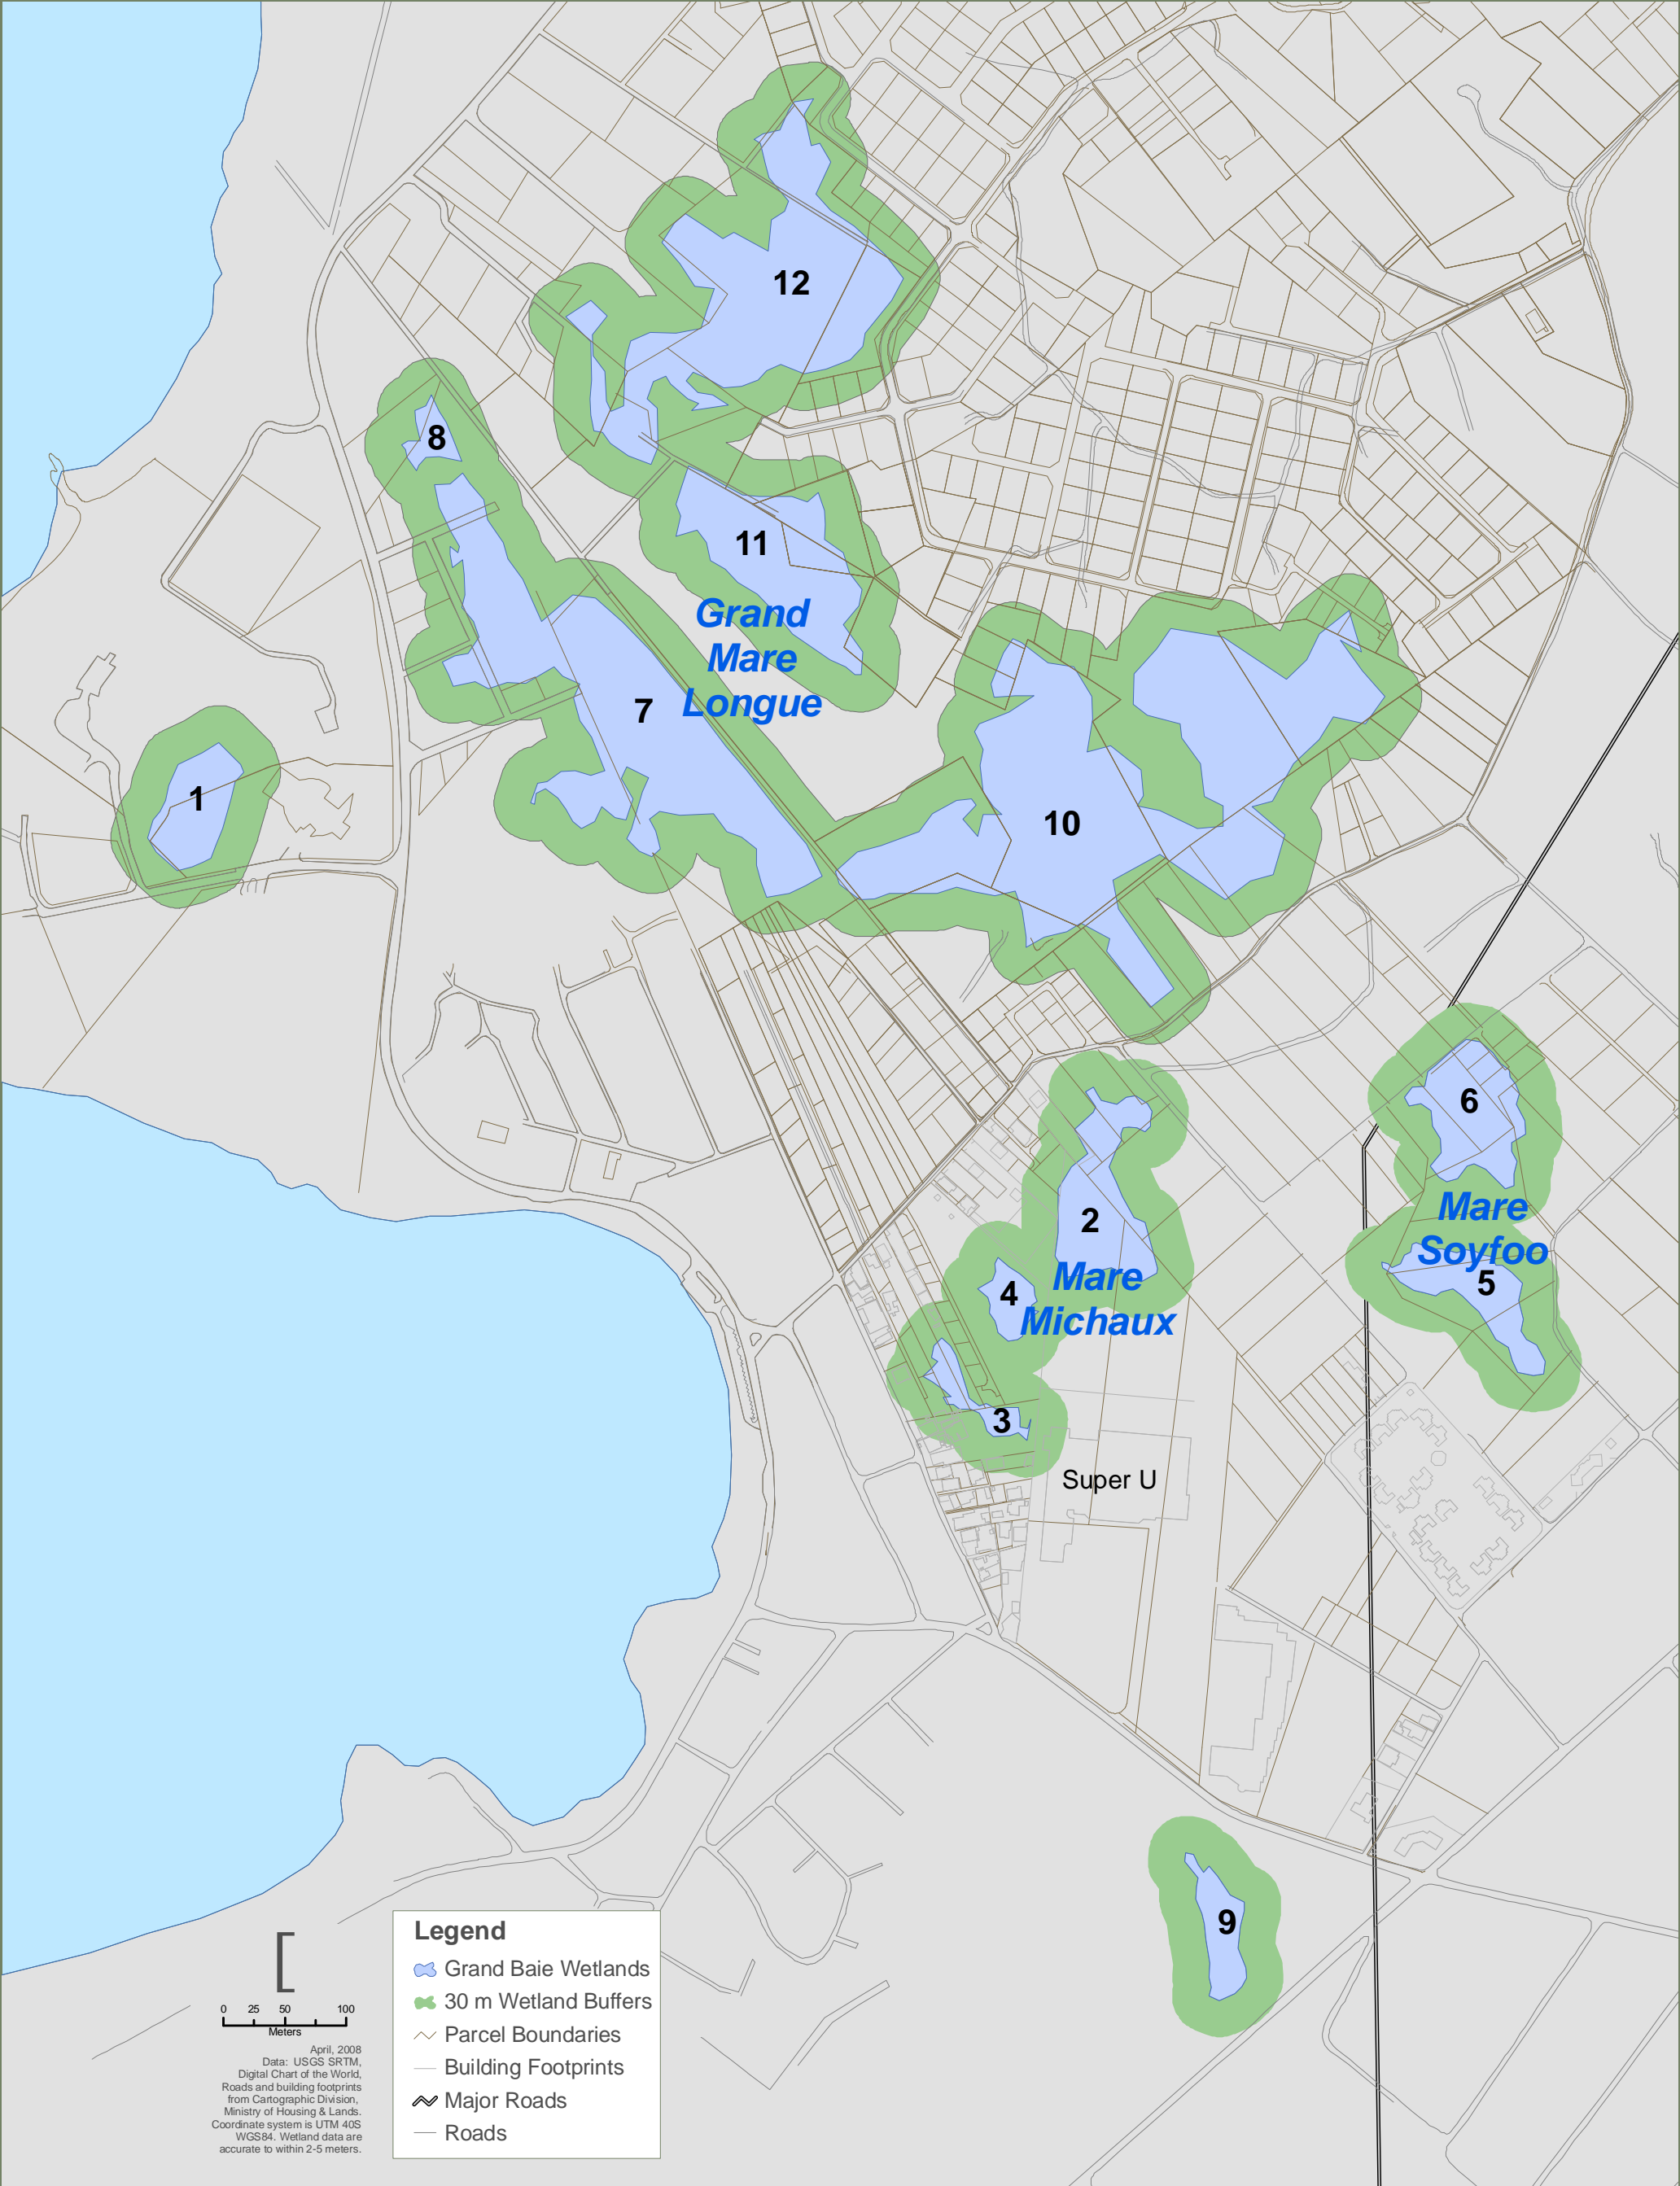 12
8
11
Grand
Mare
Longue
7
1
10
6
2
Mare
Soyfoo
5
4
Mare
Michaux
3
Super U
9
Legend
Grand Baie Wetlands
30 m Wetland Buffers
Parcel Boundaries
Building Footprints
Major Roads
Roads
0 25 50 100
Meters
April, 2008
Data: USGS SRTM,
Digital Chart of the World,
Roads and building footprints
from Cartographic Division,
Ministry of Housing & Lands.
Coordinate system is UTM 40S
WGS84. Wetland data are
accurate to within 2-5 meters.